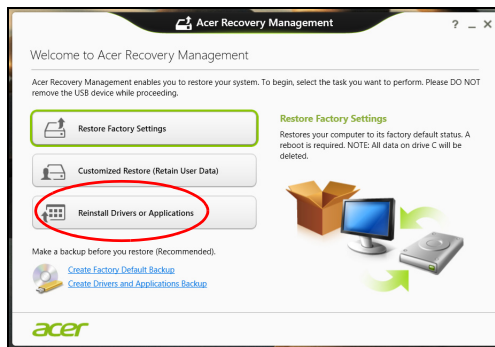 Acer Recovery Management
? _ X
Welcome to Acer Recovery Management
Acer Recovery Management enables you to restore your system. To begin, select the task you want to perform. Please DO NOT
remove the USB device while proceeding.
Restore Factory Settings
Customized Restore (Retain User Data)
Reinstall Drivers or Applications
Restore Factory Settings
Restores your computer to its factory default status. A
reboot is required. NOTE: All data on drive C will be
deleted.
Make a backup before you restore (Recommended).
Create Factory Default Backup
Create Drivers and Applications Backup
acer